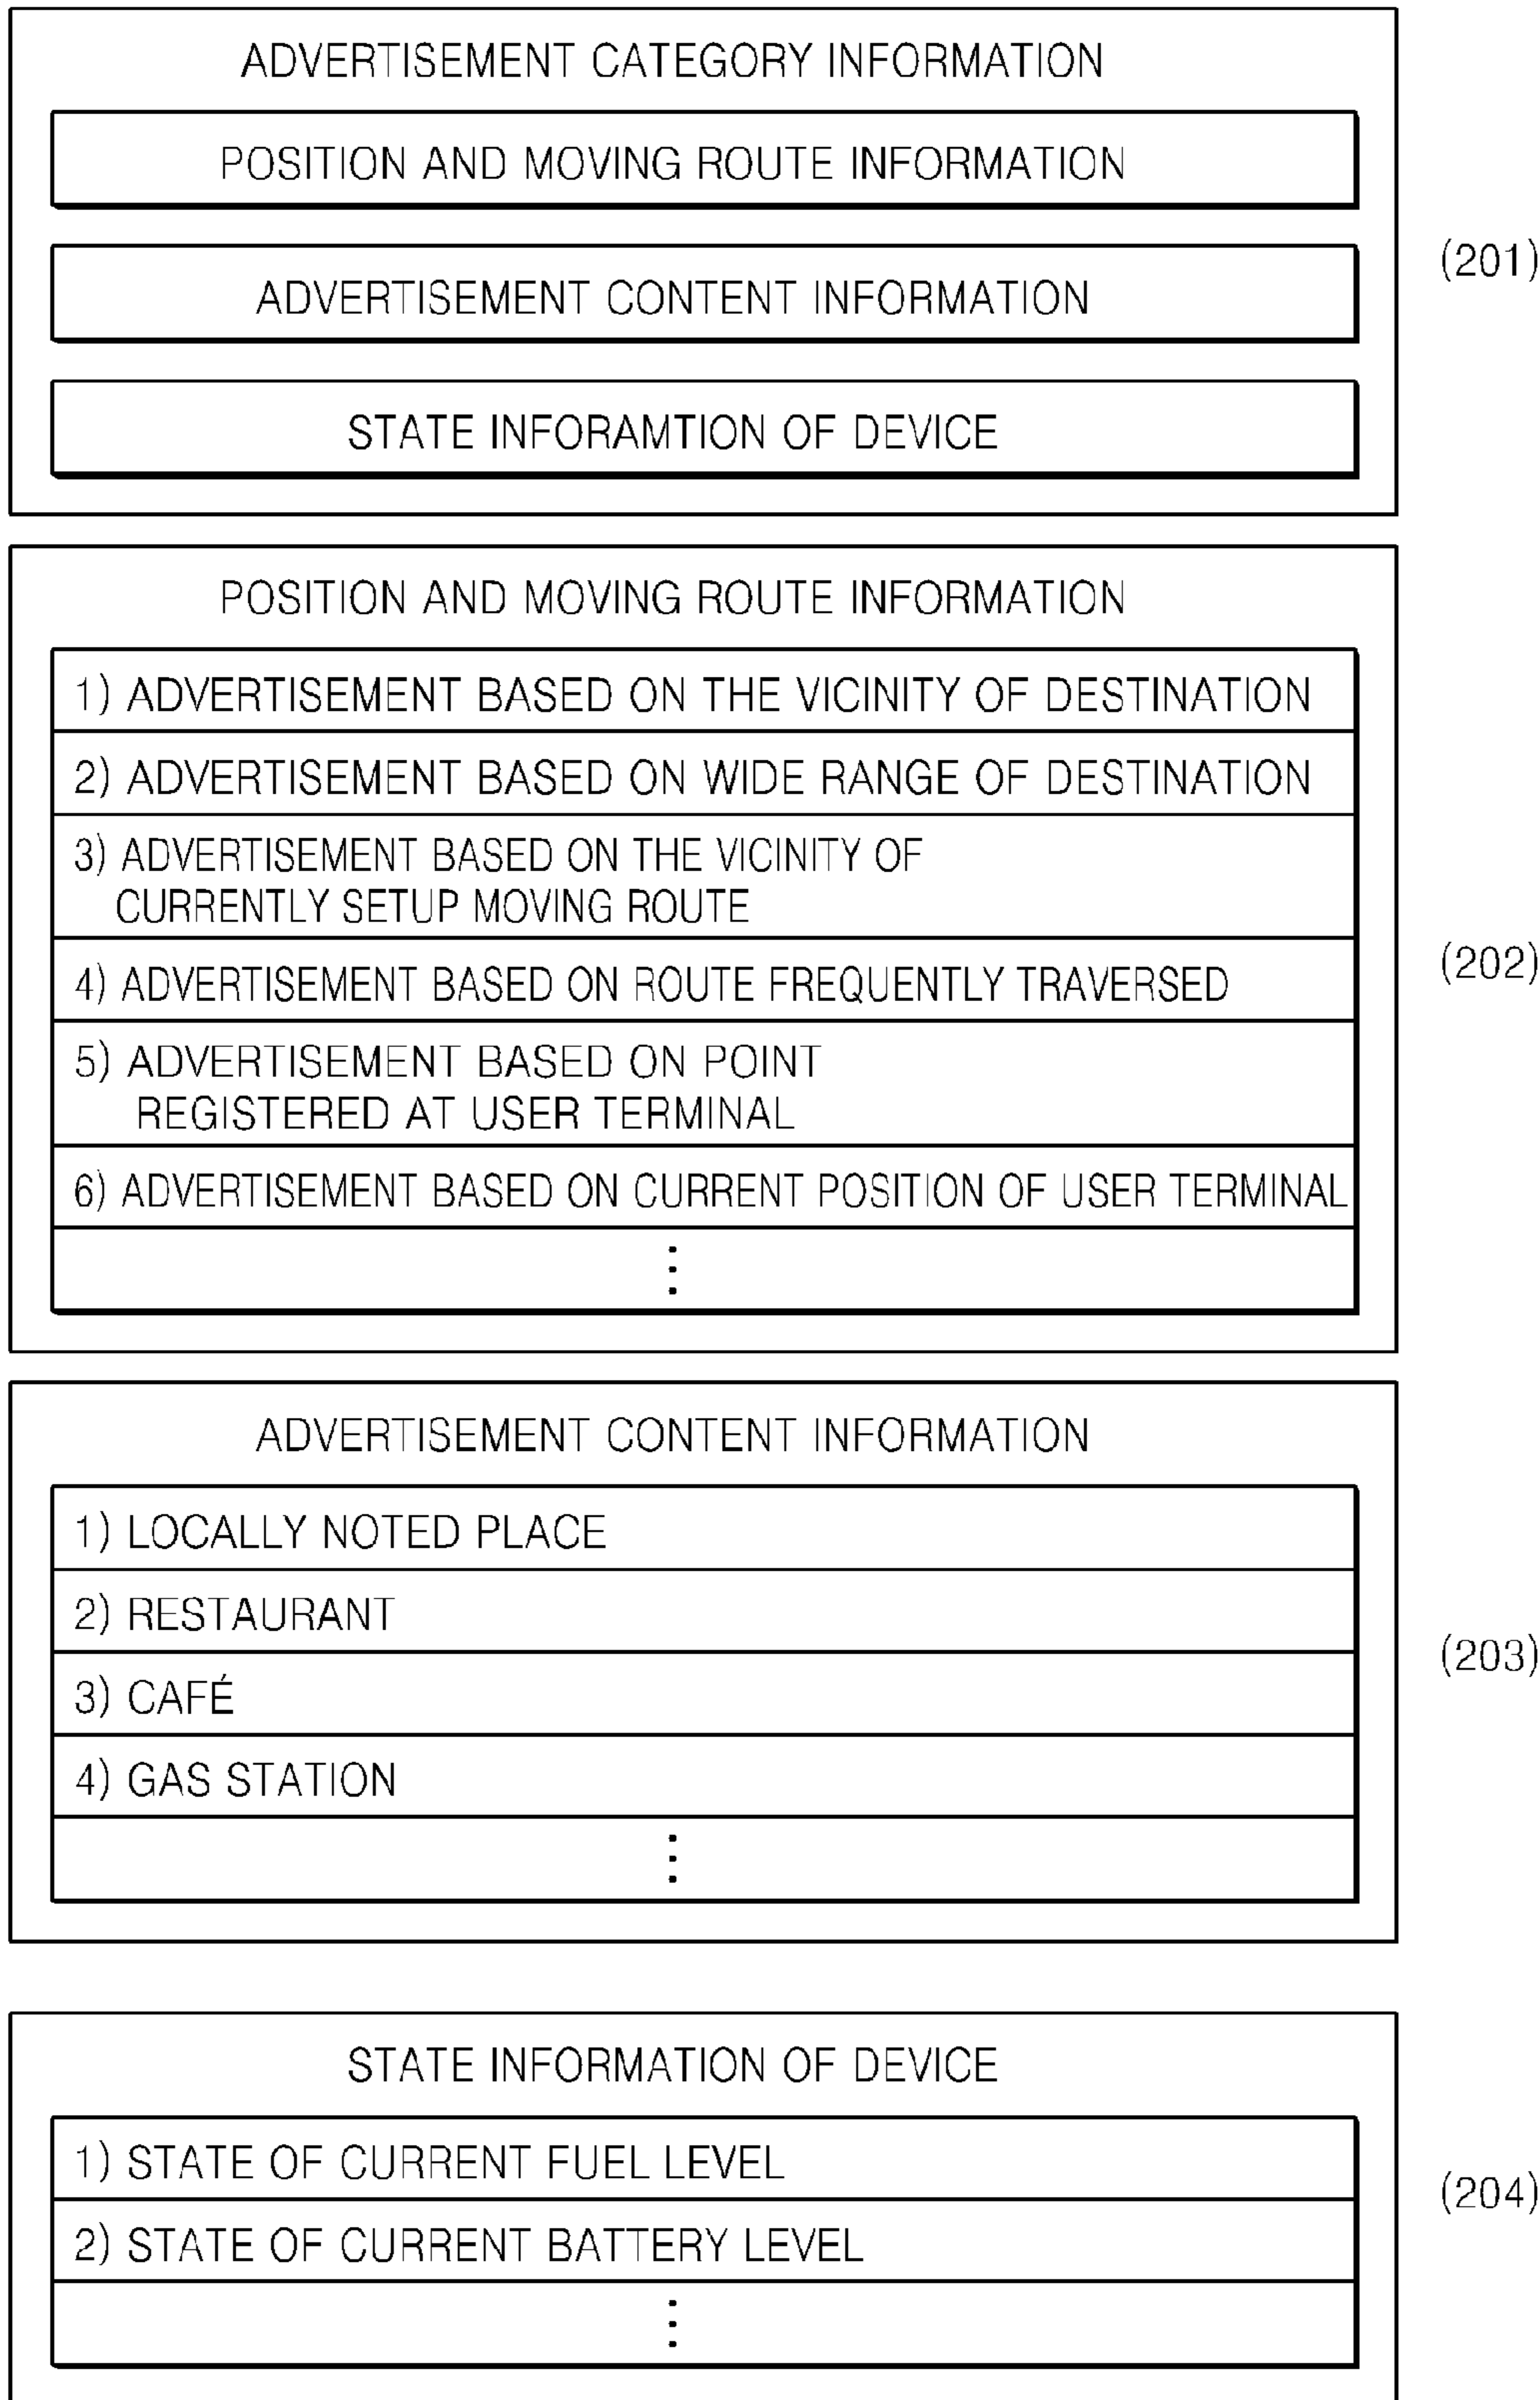 ADVERTISEMENT CATEGORY INFORMATION
POSITION AND MOVING ROUTE INFORMATION
ADVERTISEMENT CONTENT INFORMATION
STATE INFORAMTION OF DEVICE
(201)
POSITION AND MOVING ROUTE INFORMATION
1) ADVERTISEMENT BASED ON THE VICINITY OF DESTINATION
2) ADVERTISEMENT BASED ON WIDE RANGE OF DESTINATION
3) ADVERTISEMENT BASED ON THE VICINITY OF
CURRENTLY SETUP MOVING ROUTE
4) ADVERTISEMENT BASED ON ROUTE FREQUENTLY TRAVERSED
5) ADVERTISEMENT BASED ON POINT
REGISTERED AT USER TERMINAL
6) ADVERTISEMENT BASED ON CURRENT POSITION OF USER TERMINAL
⋮
(202)
ADVERTISEMENT CONTENT INFORMATION
1) LOCALLY NOTED PLACE
2) RESTAURANT
3) CAFÉ
4) GAS STATION
⋮
(203)
STATE INFORMATION OF DEVICE
1) STATE OF CURRENT FUEL LEVEL
2) STATE OF CURRENT BATTERY LEVEL
⋮
(204)